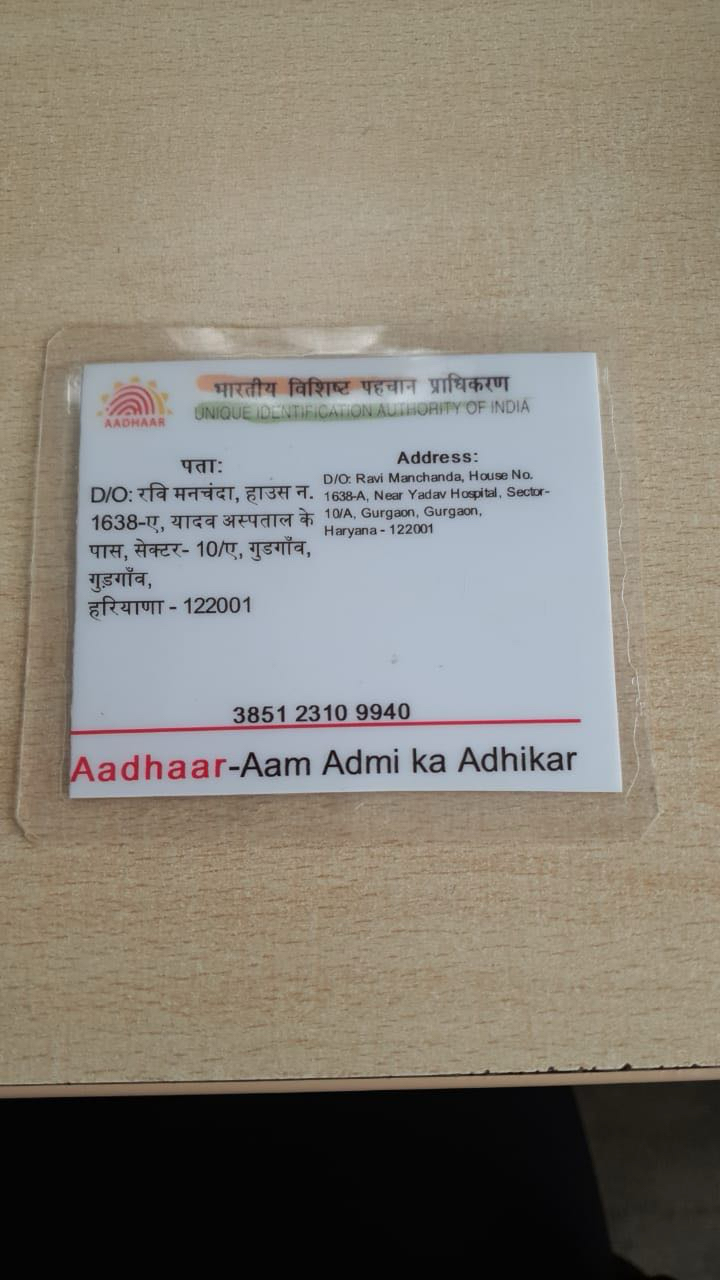 AADHAAR
भारतीय विशिष्ट पहचान प्राधिकरण
UNIQUE IDENTIFICATION AUTHORITY OF INDIA
पता:
D/O: रवि मनचंदा, हाउस न.
1638-ए, यादव अस्पताल के
पास, सेक्टर- 10/ए, गुडगाँव,
गुड़गाँव,
हरियाणा - 122001
Address:
D/O: Ravi Manchanda, House No.
1638-A, Near Yadav Hospital, Sector-
10/A, Gurgaon, Gurgaon,
Haryana - 122001
3851 2310 9940
Aadhaar-Aam Admi ka Adhikar